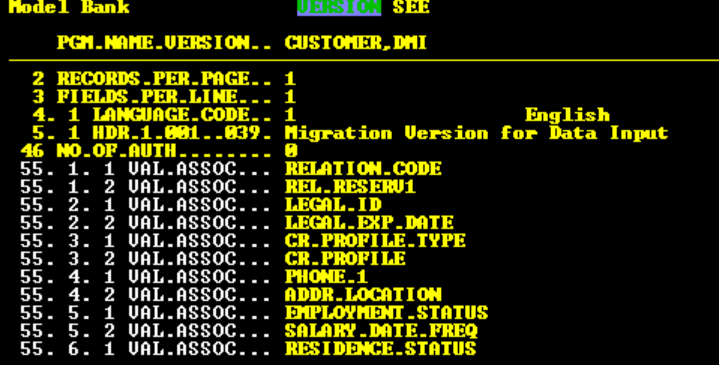 Model Bank VERSION SEE
PGM.NAME.VERSION.. CUSTOMER,DMI
2 RECORDS.PER.PAGE.. 1
3 FIELDS.PER.LINE... 1
4. 1 LANGUAGE.CODE.. 1 English
5. 1 HDR.1.001..039. Migration Version for Data Input
46 NO.OF.AUTH........ 0
55. 1. 1 VAL.ASSOC... RELATION.CODE
55. 1. 2 VAL.ASSOC... REL.RESERV1
55. 2. 1 VAL.ASSOC... LEGAL.ID
55. 2. 2 VAL.ASSOC... LEGAL.EXP.DATE
55. 3. 1 VAL.ASSOC... CR.PROFILE.TYPE
55. 3. 2 VAL.ASSOC... CR.PROFILE
55. 4. 1 VAL.ASSOC... PHONE.1
55. 4. 2 VAL.ASSOC... ADDR.LOCATION
55. 5. 1 VAL.ASSOC... EMPLOYMENT.STATUS
55. 5. 2 VAL.ASSOC... SALARY.DATE.FREQ
55. 6. 1 VAL.ASSOC... RESIDENCE.STATUS